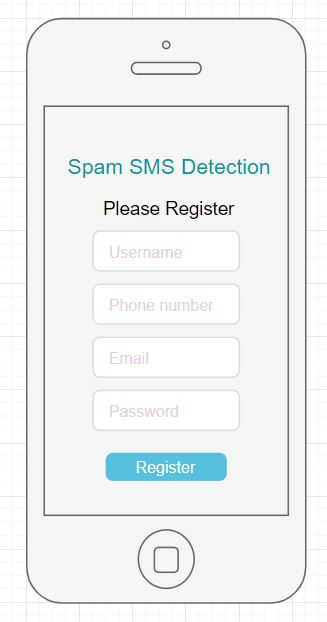 Spam SMS Detection
Please Register
Username
Phone number
Email
Password
Register